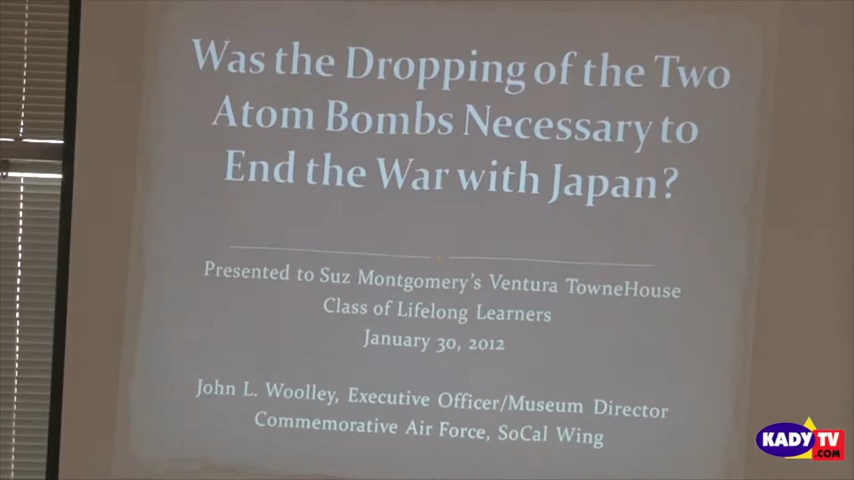 Was the Dropping of the Two
Atom Bombs Necessary to
End the War with Japan?
Presented to Suz Montgomery's Ventura TowneHouse
Class of Lifelong Learners
January 30, 2012
John L. Woolley, Executive Officer/Museum Director
Commemorative Air Force, SoCal Wing
KADY TV
.COM